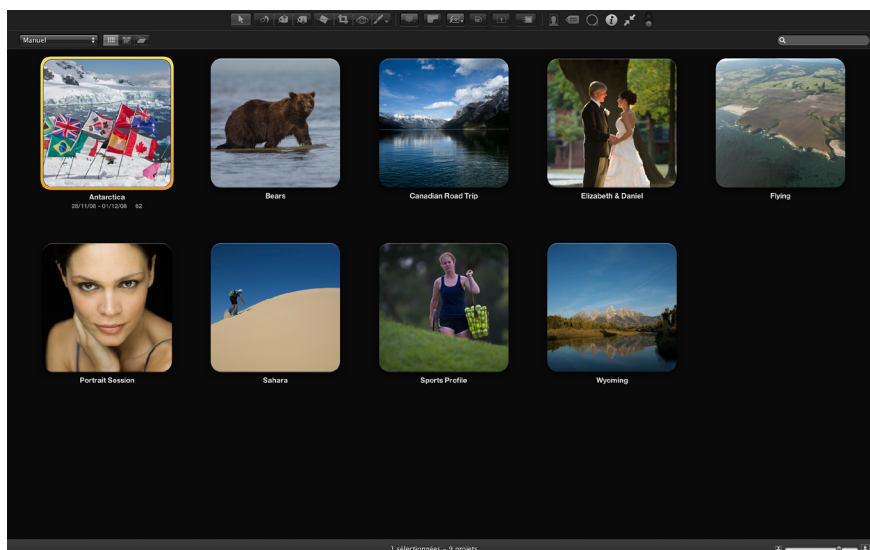 Manuel
Antarctica
28/11/08 - 01/12/08 62
Bears
Canadian Road Trip
Elizabeth & Daniel
Flying
Portrait Session
Sahara
Sports Profile
Wyoming
1 sélectionnées – 9 projets